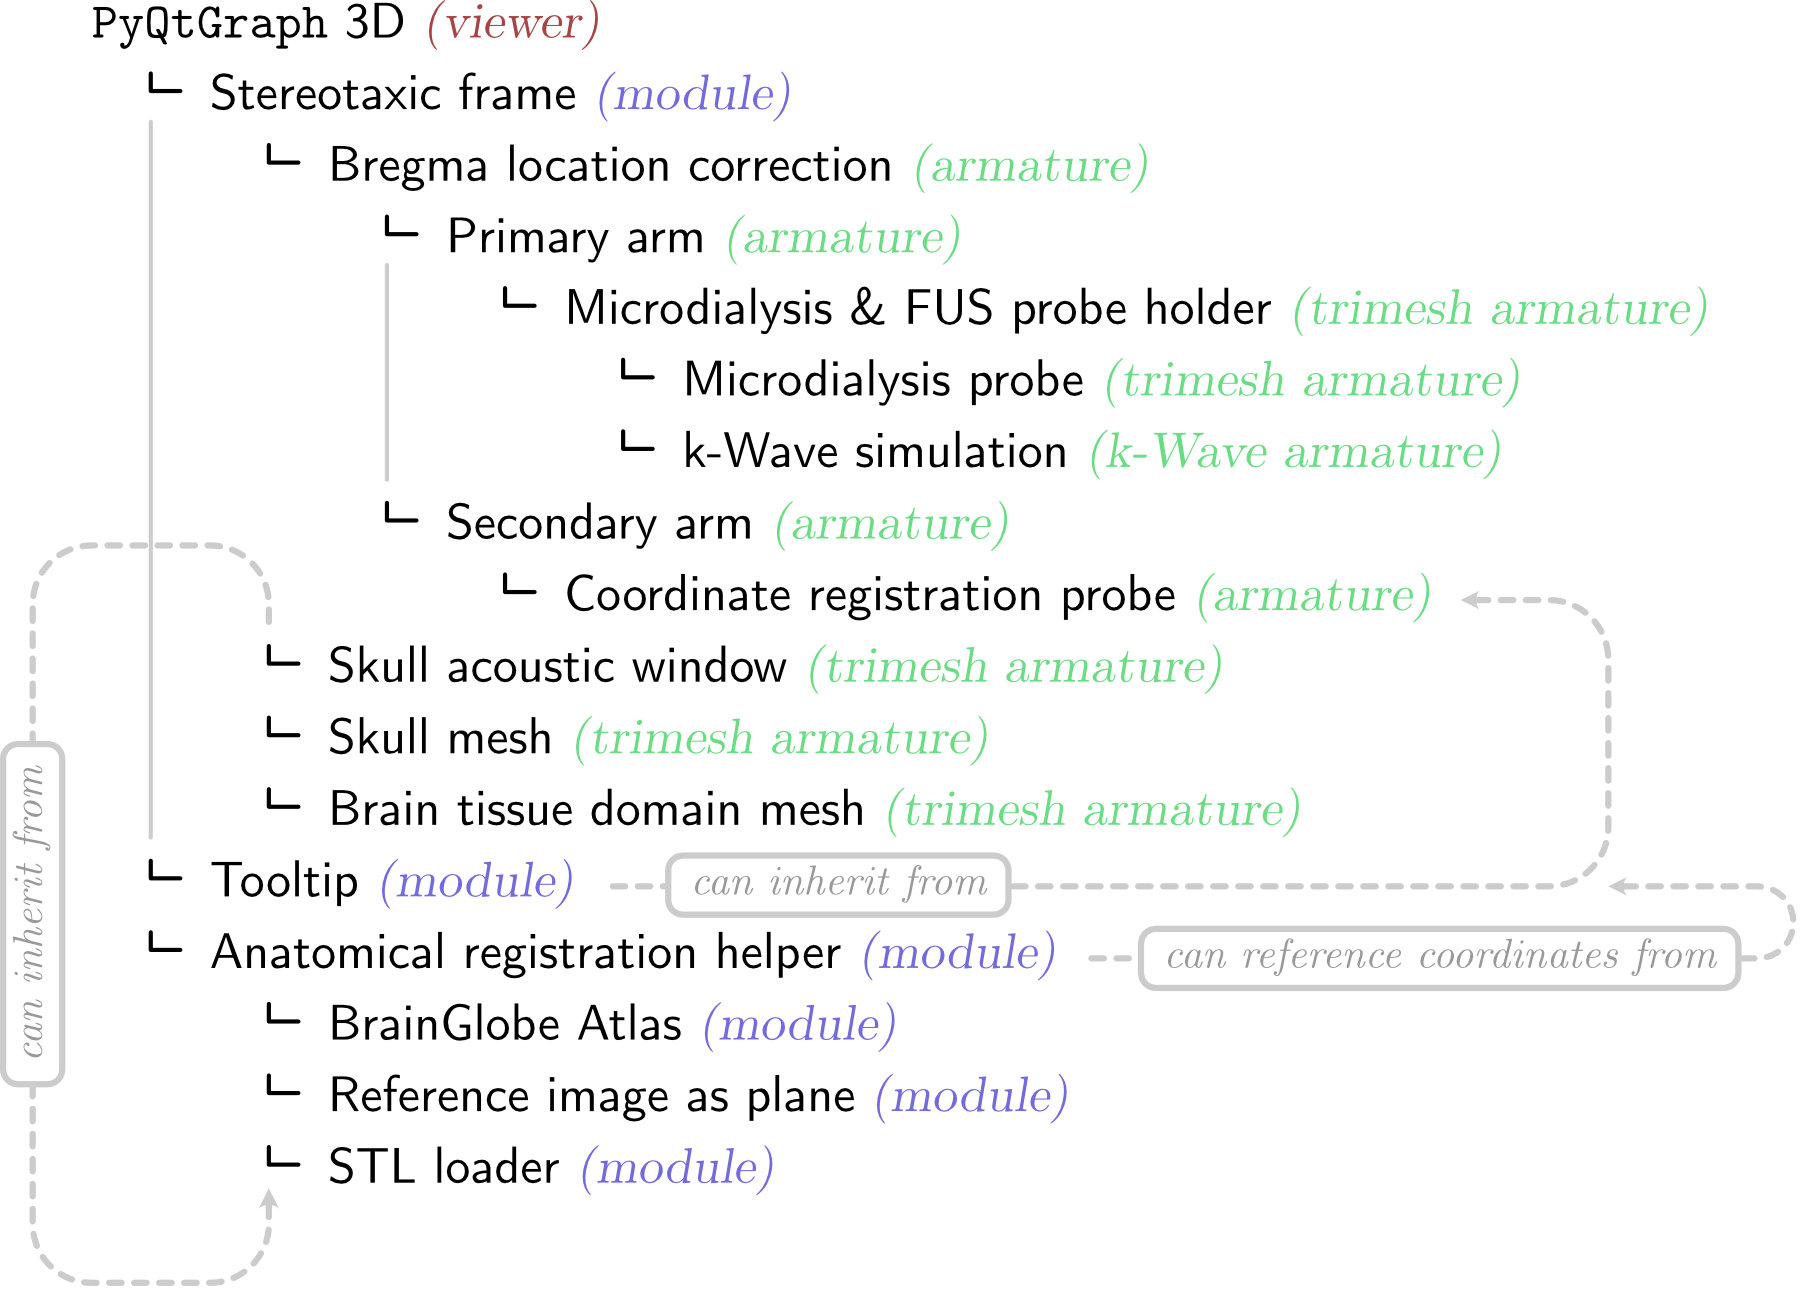 PyQtGraph 3D (viewer)
Stereotaxic frame (module)
Bregma location correction (armature)
Primary arm (armature)
Microdialysis & FUS probe holder (trimesh armature)
Microdialysis probe (trimesh armature)
k-Wave simulation (k-Wave armature)
Secondary arm (armature)
Coordinate registration probe (armature)
Skull acoustic window (trimesh armature)
Skull mesh (trimesh armature)
Brain tissue domain mesh (trimesh armature)
can inherit from
Tooltip (module) can inherit from
Anatomical registration helper (module) can reference coordinates from
BrainGlobe Atlas (module)
Reference image as plane (module)
STL loader (module)